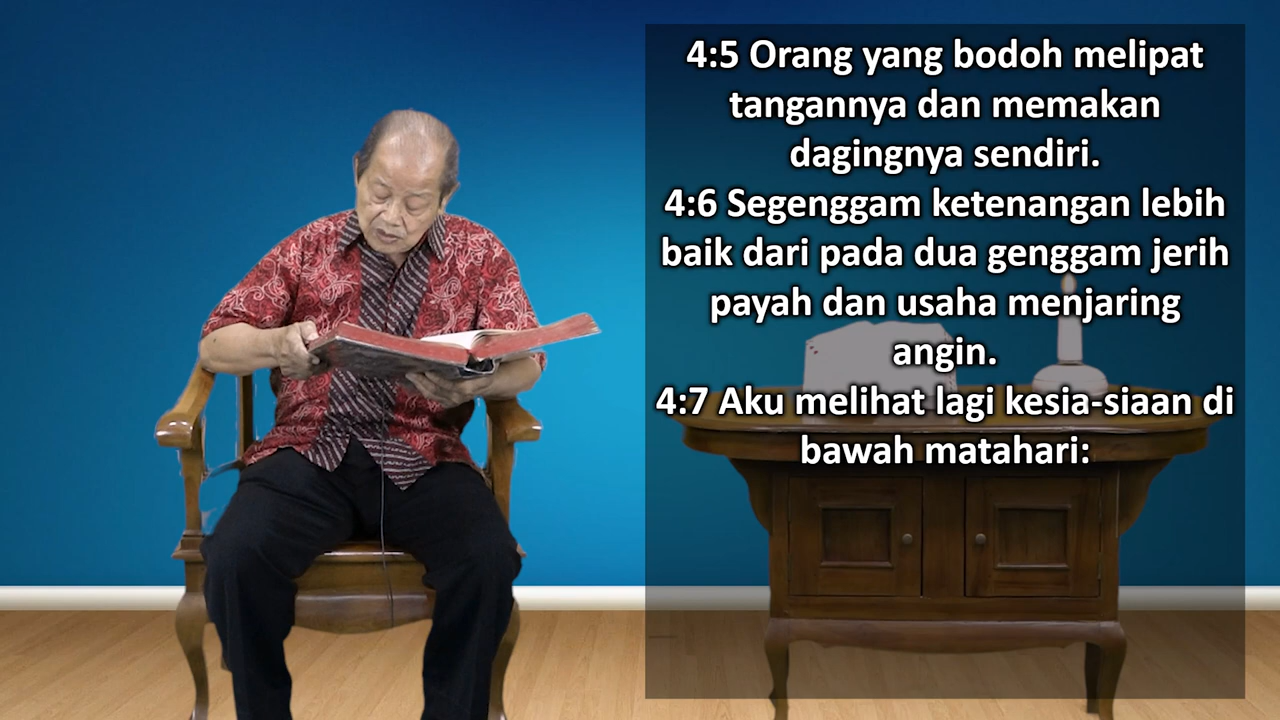 4:5 Orang yang bodoh melipat
tangannya dan memakan
dagingnya sendiri.
4:6 Segenggam ketenangan lebih
baik dari pada dua genggam jerih
payah dan usaha menjaring
angin.
4:7 Aku melihat lagi kesia-siaan di
bawah matahari: